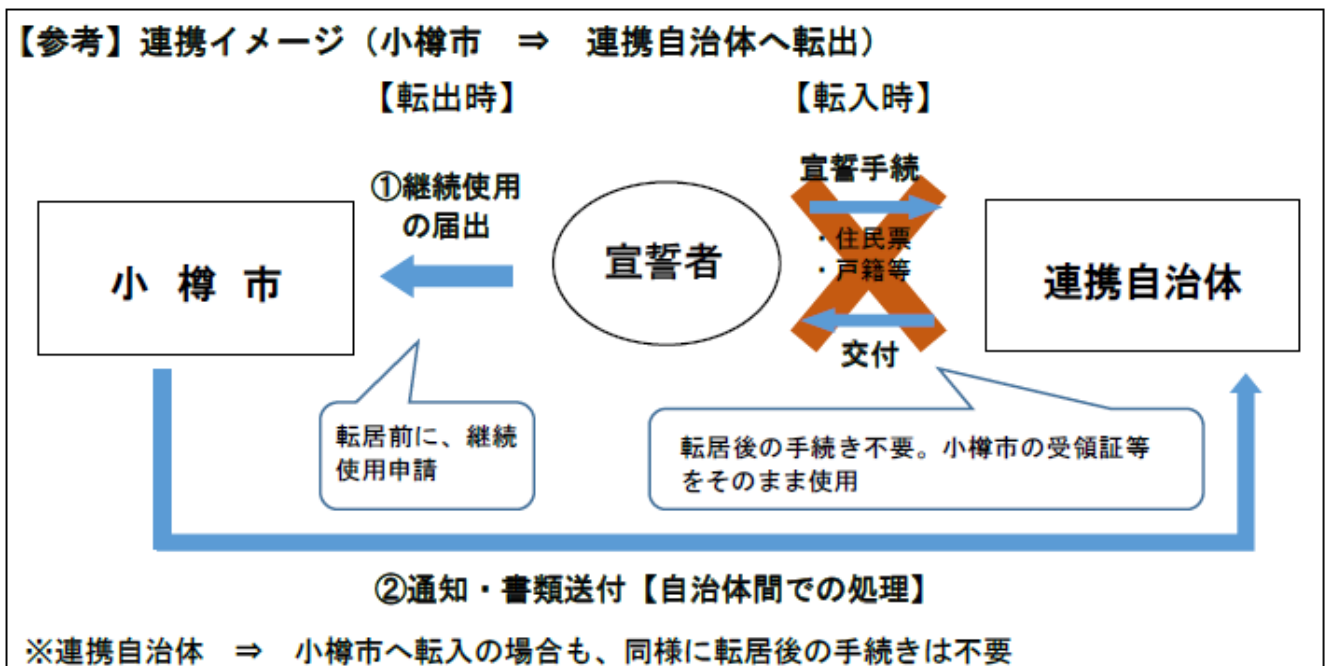 【参考】連携イメージ（小樽市　⇒　連携自治体へ転出）
【転出時】
【転入時】
①継続使用
の届出
宣誓手続
・住民票
・戸籍等
交付
小　樽　市
宣誓者
連携自治体
転居前に、継続
使用申請
転居後の手続き不要。小樽市の受領証等
をそのまま使用
②通知・書類送付【自治体間での処理】
※連携自治体　⇒　小樽市へ転入の場合も、同様に転居後の手続きは不要